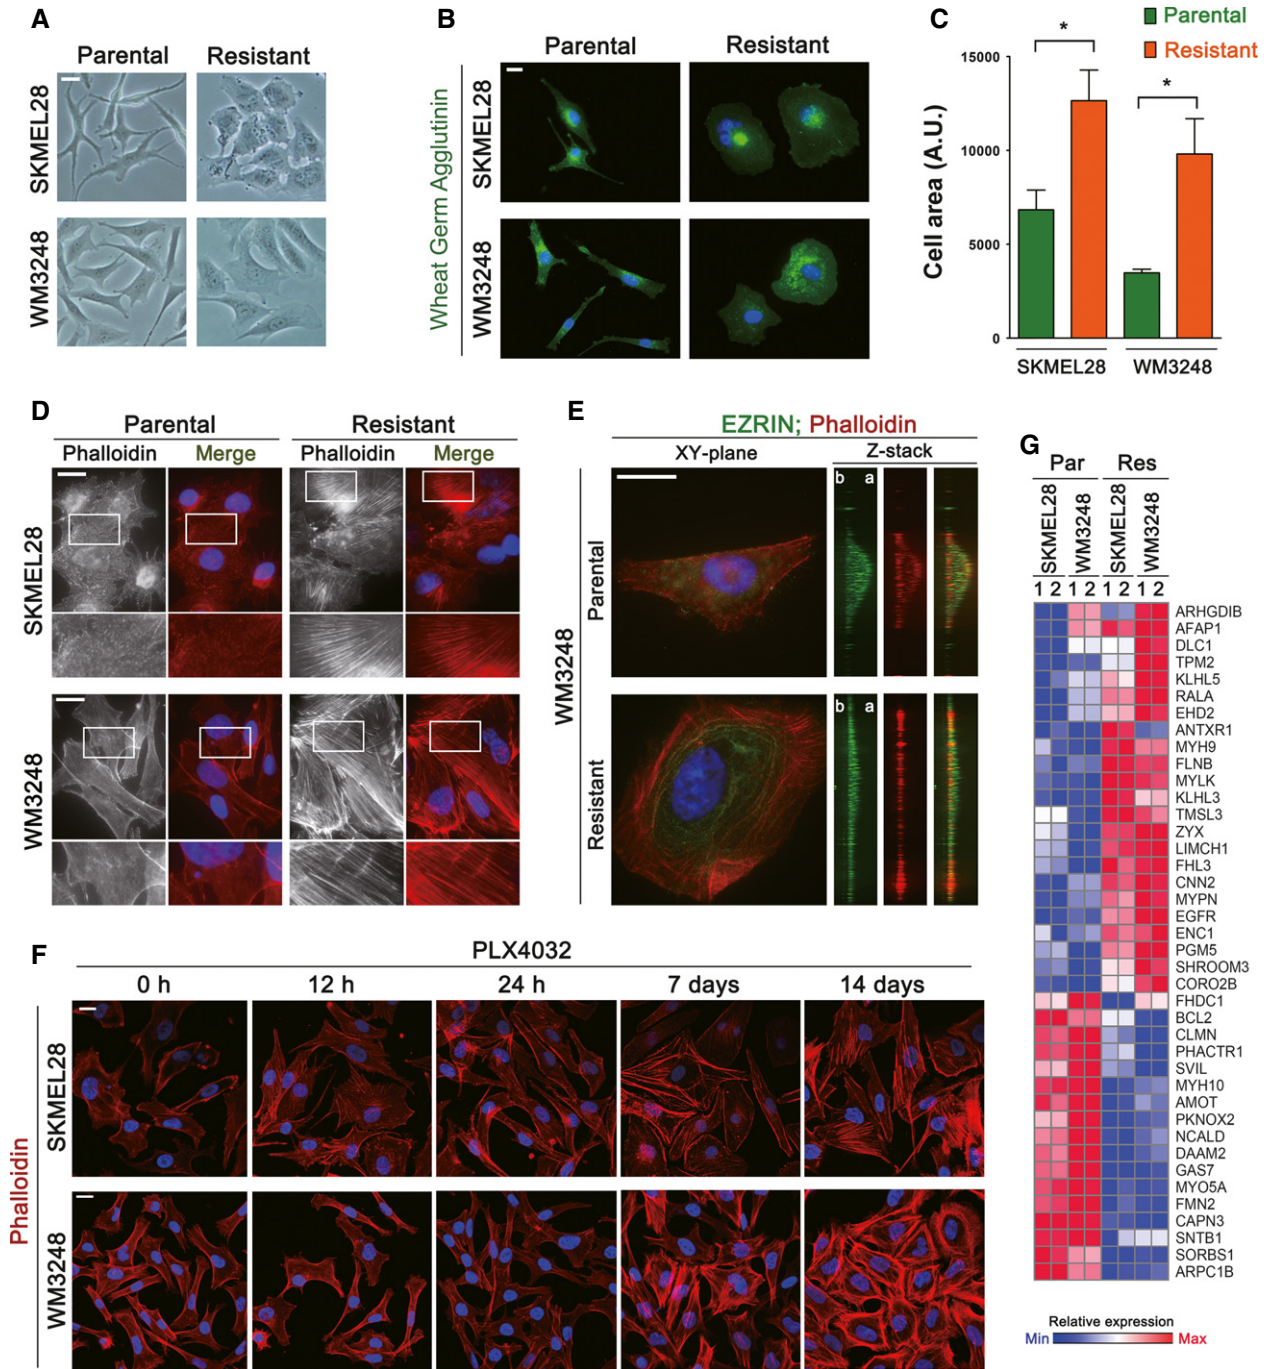 A
Parental Resistant
SKMEL28
WM3248
B
Parental Resistant
Wheat Germ Agglutinin
SKMEL28
WM3248
C
Parental
Resistant
Cell area (A.U.)
15000
10000
5000
0
*
*
SKMEL28 WM3248
D
Parental Resistant
Phalloidin Merge Phalloidin Merge
SKMEL28
WM3248
E
EZRIN; Phalloidin
XY-plane Z-stack
WM3248
Parental
b a
Resistant
b a
F
PLX4032
0 h 12 h 24 h 7 days 14 days
Phalloidin
SKMEL28
WM3248
G
Par Res
SKMEL28 WM3248 SKMEL28 WM3248
1 2 1 2 1 2 1 2
ARHGDIB
AFAP1
DLC1
TPM2
KLHL5
RALA
EHD2
ANTXR1
MYH9
FLNB
MYLK
KLHL3
TMSL3
ZYX
LIMCH1
FHL3
CNN2
MYPN
EGFR
ENC1
PGM5
SHROOM3
CORO2B
FHDC1
BCL2
CLMN
PHACTR1
SVIL
MYH10
AMOT
PKNOX2
NCALD
DAAM2
GAS7
MYO5A
FMN2
CAPN3
SNTB1
SORBS1
ARPC1B
Relative expression
Min Max